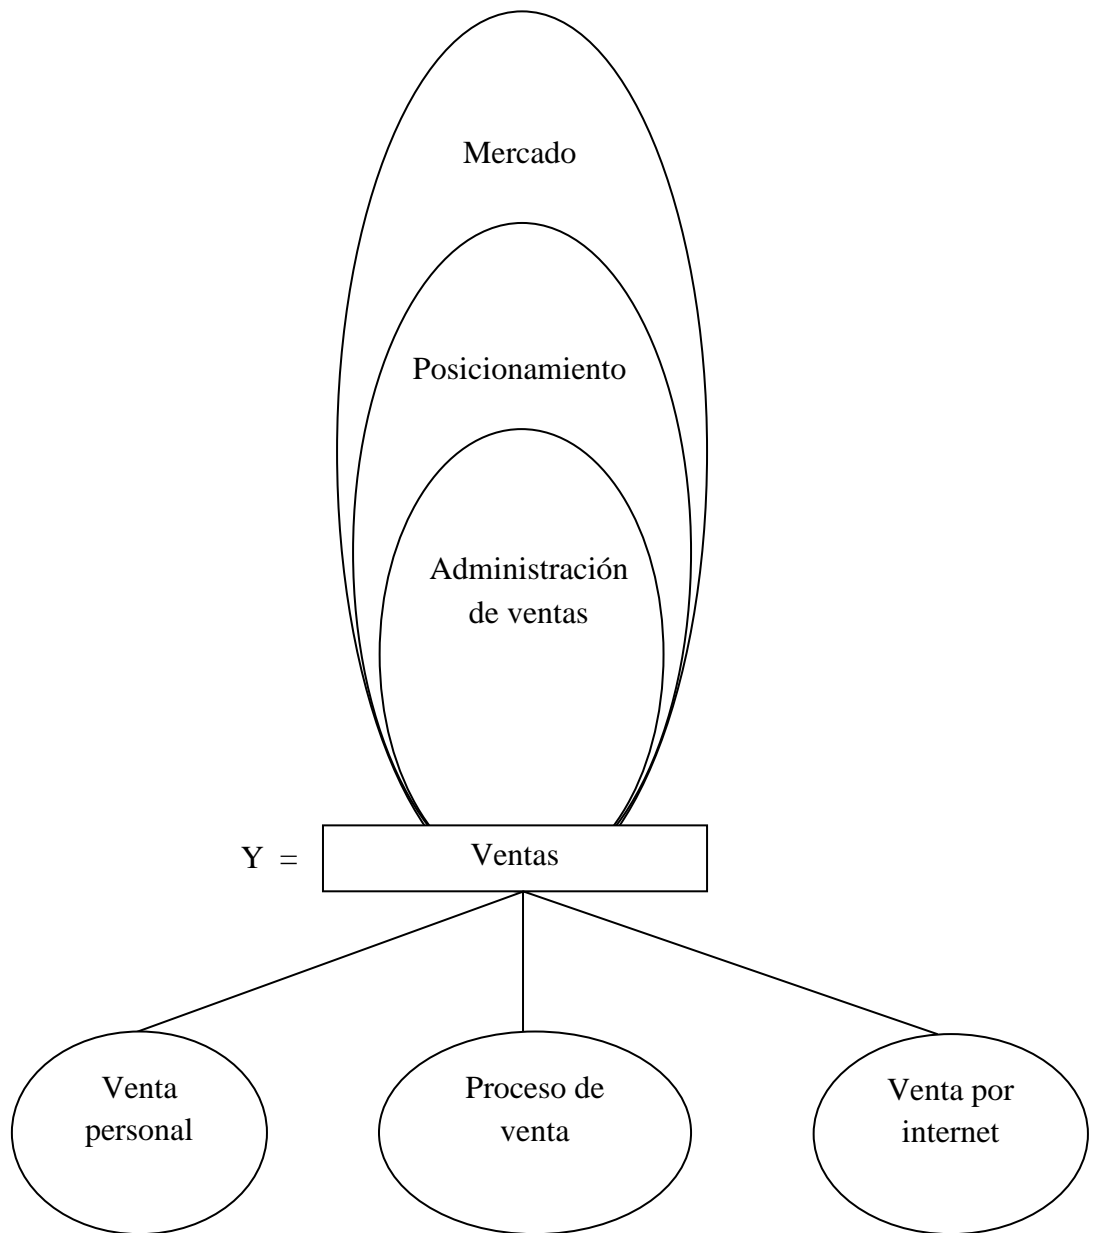 Mercado
Posicionamiento
Administración
de ventas
Y = Ventas
Venta
personal
Proceso de
venta
Venta por
internet